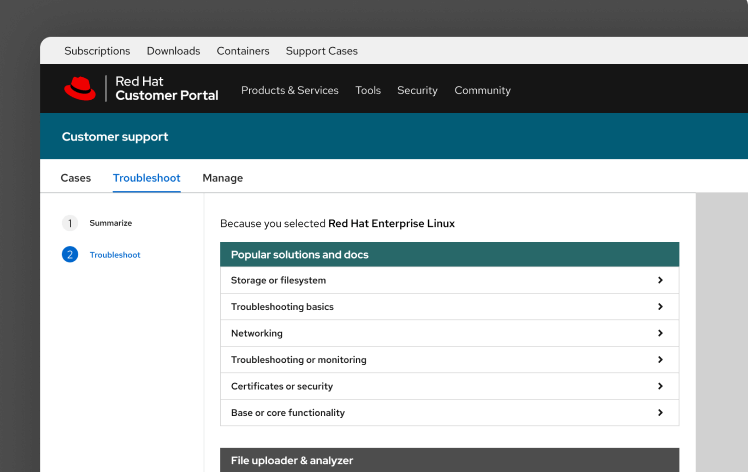 Subscriptions Downloads Containers Support Cases
Red Hat
Customer Portal
Products & Services Tools Security Community
Customer support
Cases Troubleshoot Manage
1 Summarize
2 Troubleshoot
Because you selected Red Hat Enterprise Linux
Popular solutions and docs
Storage or filesystem
Troubleshooting basics
Networking
Troubleshooting or monitoring
Certificates or security
Base or core functionality
File uploader & analyzer